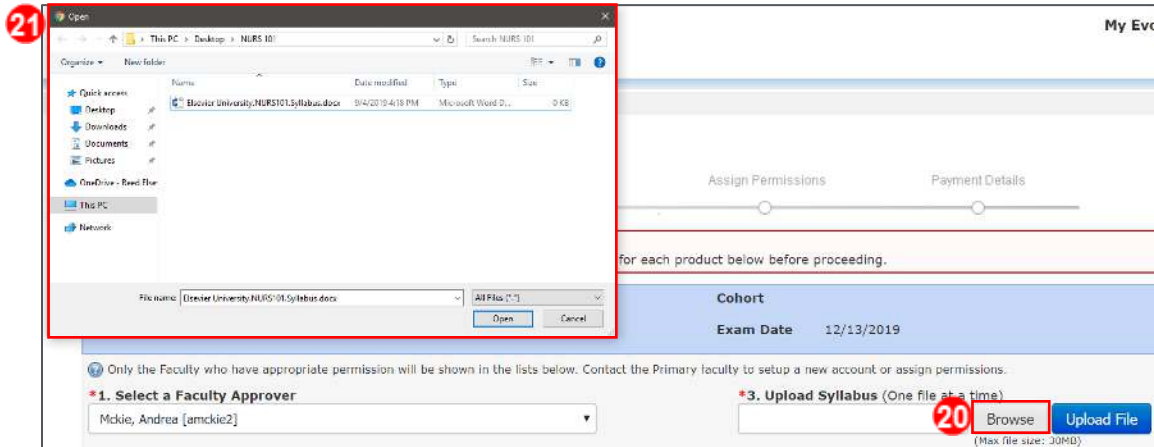 21
Open
My Evo
This PC > Desktop > NURS 101
Search NURS 101
Organize
New folder
Name
Date modified
Type
Size
Quick access
Elsevier University.NURS101.Syllabus.docx
9/4/2019 4:18 PM
Microsoft Word D...
0 KB
Desktop
Downloads
Documents
Pictures
OneDrive - Reed Else
This PC
Network
Assign Permissions
Payment Details
for each product below before proceeding.
File name: Elsevier University.NURS101.Syllabus.docx
All Files (*.*)
Open
Cancel
Cohort
Exam Date 12/13/2019
Only the Faculty who have appropriate permission will be shown in the lists below. Contact the Primary faculty to setup a new account or assign permissions.
*1. Select a Faculty Approver
*3. Upload Syllabus (One file at a time)
Mckie, Andrea [amckie2]
20
Browse
Upload File
(Max file size: 30MB)